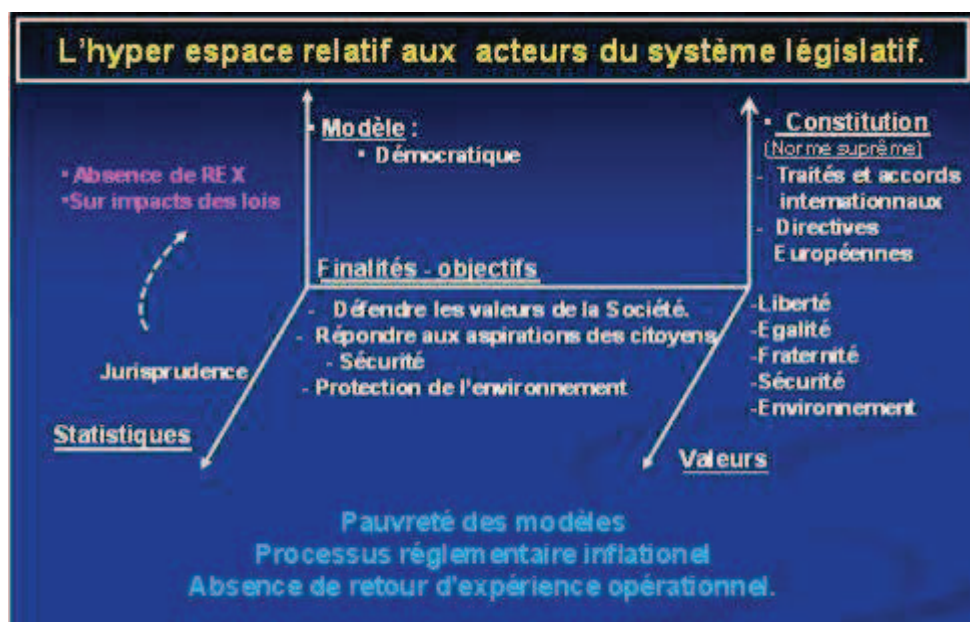 L'hyper espace relatif aux acteurs du système législatif.
• Modèle :
• Démocratique
• Absence de RE X
•Sur impacts des lois
• Constitution
(Norme suprême)
- Traités et accords
internationnaux
- Directives
Européennes
Finalités - objectifs
- Défendre les valeurs de la Société.
- Répondre aux aspirations des citoyens
- Sécurité
- Protection de l'environnement
-Liberté
-Egalité
-Fraternité
-Sécurité
-Environnement
Jurisprudence
Statistiques
Valeurs
Pauvreté des modèles
Processus réglementaire inflationel
Absence de retour d'expérience opérationnel.